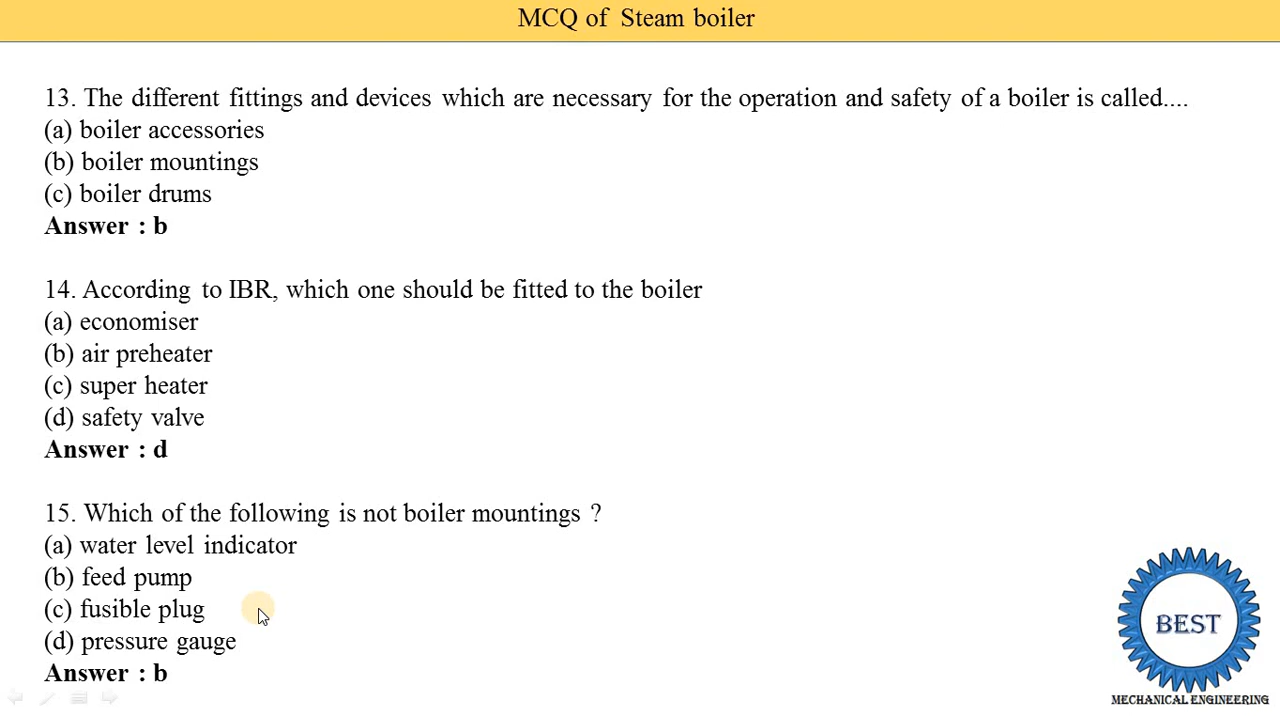 MCQ of Steam boiler
13. The different fittings and devices which are necessary for the operation and safety of a boiler is called....
(a) boiler accessories
(b) boiler mountings
(c) boiler drums
Answer : b
14. According to IBR, which one should be fitted to the boiler
(a) economiser
(b) air preheater
(c) super heater
(d) safety valve
Answer : d
15. Which of the following is not boiler mountings ?
(a) water level indicator
(b) feed pump
(c) fusible plug
(d) pressure gauge
Answer : b
BEST
MECHANICAL ENGINEERING